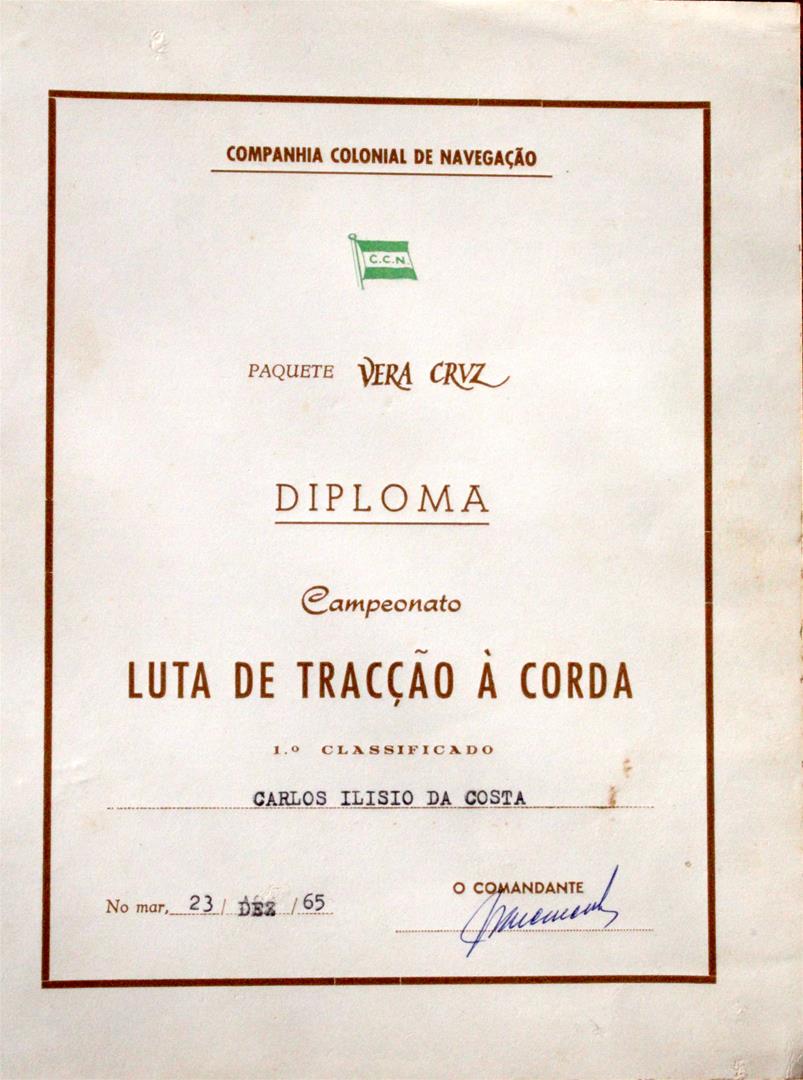 COMPANHIA COLONIAL DE NAVEGAÇÃO
C.C.N.
PAQUETE VERA CRVZ
DIPLOMA
Campeonato
LUTA DE TRACÇÃO À CORDA
1.º CLASSIFICADO
CARLOS ILISIO DA COSTA
O COMANDANTE
No mar, 23 / DEZ / 65